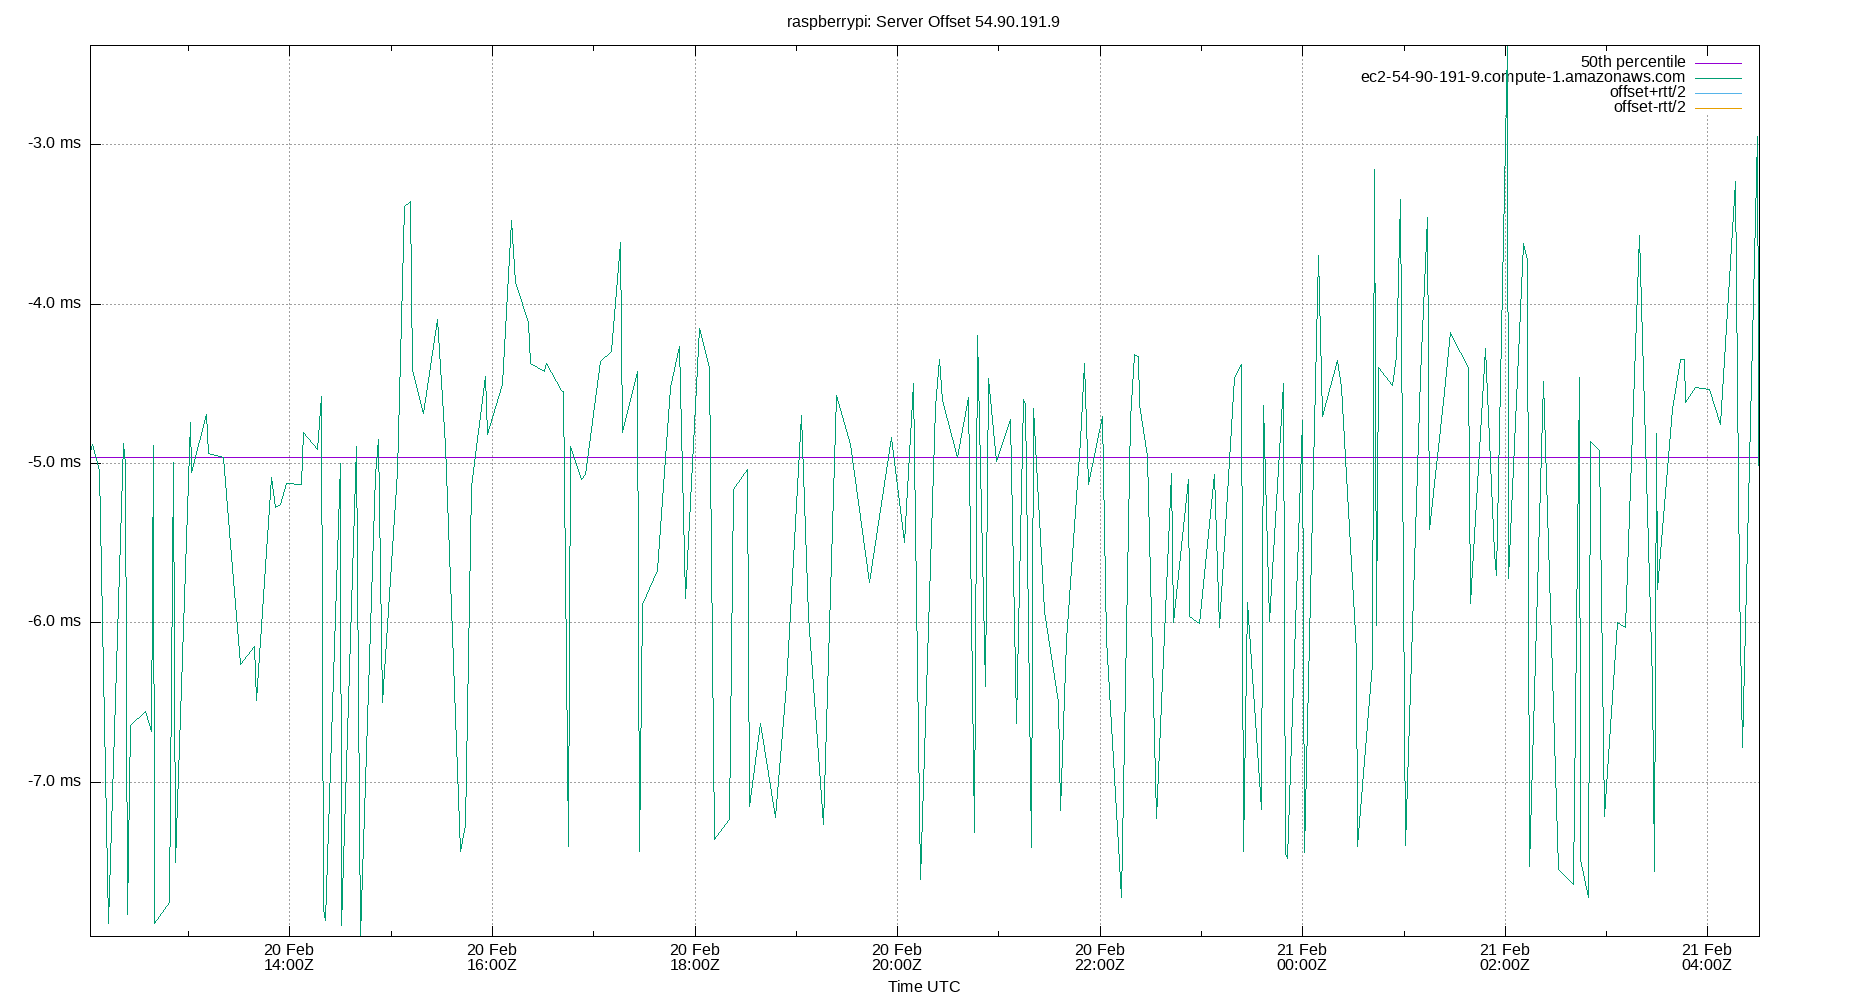 raspberrypi: Server Offset 54.90.191.9
50th percentile
ec2-54-90-191-9.compute-1.amazonaws.com
offset+rtt/2
offset-rtt/2
-3.0 ms
-4.0 ms
-5.0 ms
-6.0 ms
-7.0 ms
20 Feb 20 Feb 20 Feb 20 Feb 20 Feb 21 Feb 21 Feb 21 Feb
14:00Z 16:00Z 18:00Z 20:00Z 22:00Z 00:00Z 02:00Z 04:00Z
Time UTC